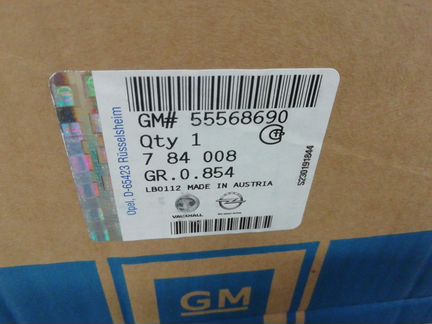 GM# 55568690
Qty 1
7 84 008
GR.0.854
LB0112 MADE IN AUSTRIA
VAUXHALL
Opel, D-65423 Rüsselsheim
SZ30191844
GM